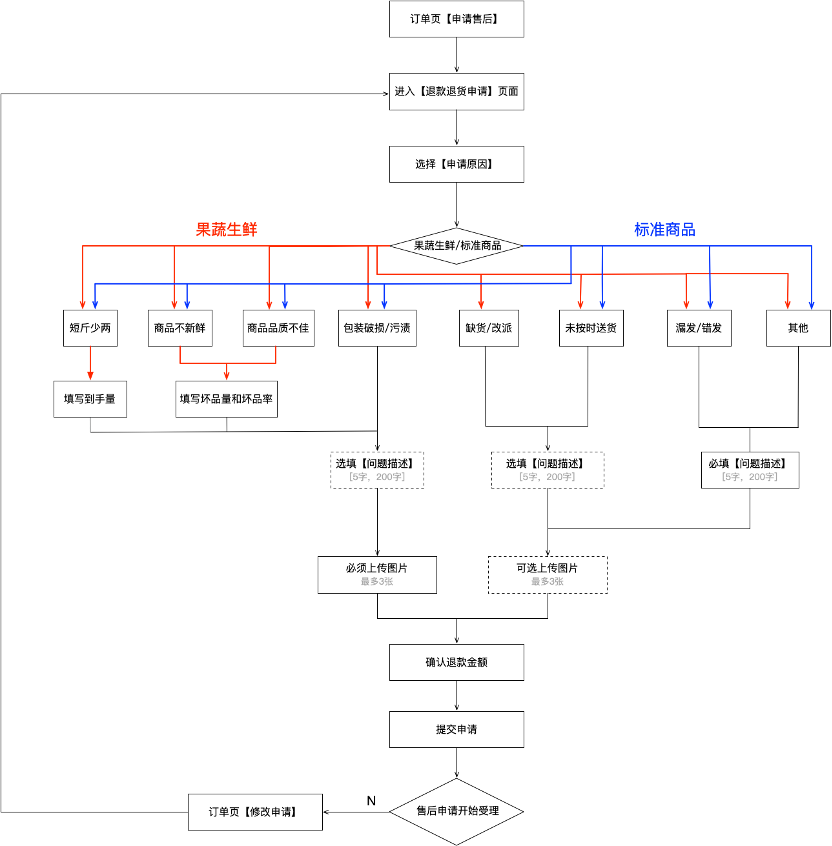 订单页【申请售后】
进入【退款退货申请】页面
选择【申请原因】
果蔬生鲜
标准商品
果蔬生鲜/标准商品
短斤少两
商品不新鲜
商品品质不佳
包装破损/污渍
缺货/改派
未按时送货
漏发/错发
其他
填写到手量
填写坏品量和坏品率
选填【问题描述】
[5字，200字]
选填【问题描述】
[5字，200字]
必填【问题描述】
[5字，200字]
必须上传图片
最多3张
可选上传图片
最多3张
确认退款金额
提交申请
售后申请开始受理
N
订单页【修改申请】